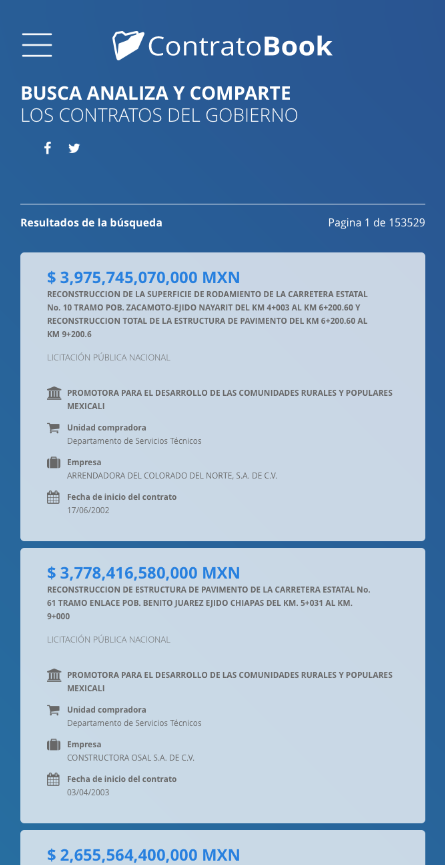 ContratoBook
BUSCA ANALIZA Y COMPARTE
LOS CONTRATOS DEL GOBIERNO
Resultados de la búsqueda
Pagina 1 de 153529
$ 3,975,745,070,000 MXN
RECONSTRUCCION DE LA SUPERFICIE DE RODAMIENTO DE LA CARRETERA ESTATAL
No. 10 TRAMO POB. ZACAMOTO-EJIDO NAYARIT DEL KM 4+003 AL KM 6+200.60 Y
RECONSTRUCCION TOTAL DE LA ESTRUCTURA DE PAVIMENTO DEL KM 6+200.60 AL
KM 9+200.6
LICITACIÓN PÚBLICA NACIONAL
PROMOTORA PARA EL DESARROLLO DE LAS COMUNIDADES RURALES Y POPULARES
MEXICALI
Unidad compradora
Departamento de Servicios Técnicos
Empresa
ARRENDADORA DEL COLORADO DEL NORTE, S.A. DE C.V.
Fecha de inicio del contrato
17/06/2002
$ 3,778,416,580,000 MXN
RECONSTRUCCION DE ESTRUCTURA DE PAVIMENTO DE LA CARRETERA ESTATAL No.
61 TRAMO ENLACE POB. BENITO JUAREZ EJIDO CHIAPAS DEL KM. 5+031 AL KM.
9+000
LICITACIÓN PÚBLICA NACIONAL
PROMOTORA PARA EL DESARROLLO DE LAS COMUNIDADES RURALES Y POPULARES
MEXICALI
Unidad compradora
Departamento de Servicios Técnicos
Empresa
CONSTRUCTORA OSAL S.A. DE C.V.
Fecha de inicio del contrato
03/04/2003
$ 2,655,564,400,000 MXN